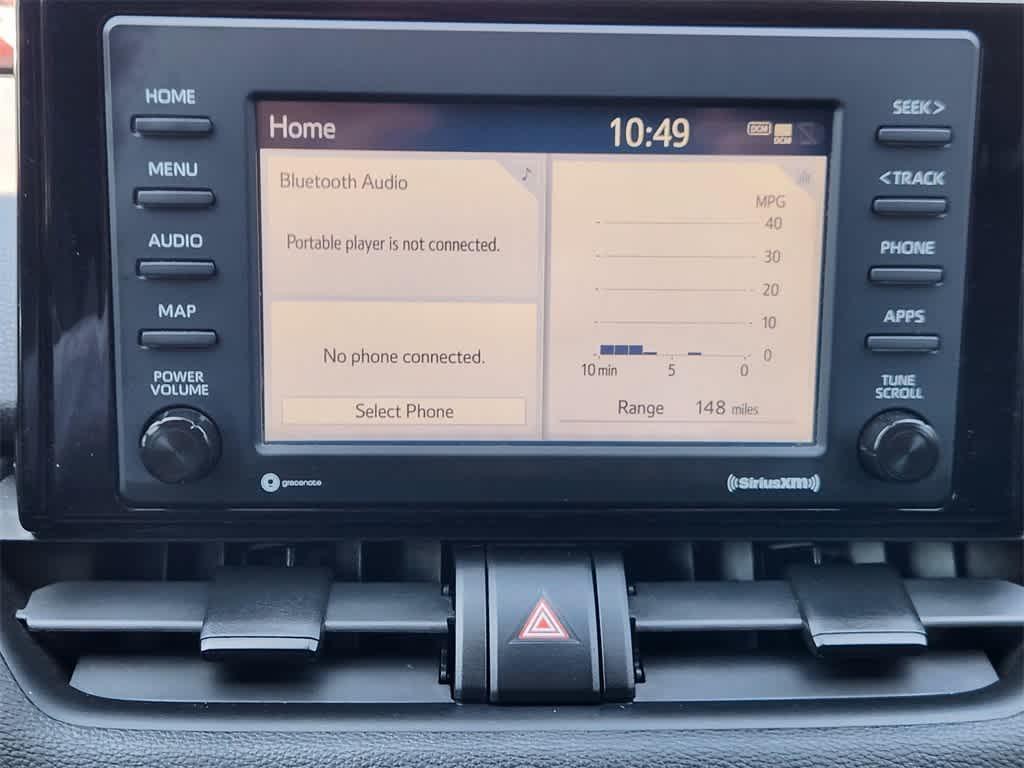 HOME
MENU
AUDIO
MAP
POWER
VOLUME
Home
10:49
DCM
DCM
Bluetooth Audio
Portable player is not connected.
No phone connected.
Select Phone
MPG
40
30
20
10
0
10 min 5 0
Range 148 miles
SEEK>
<TRACK
PHONE
APPS
TUNE
SCROLL
gracenote
((SiriusXM))